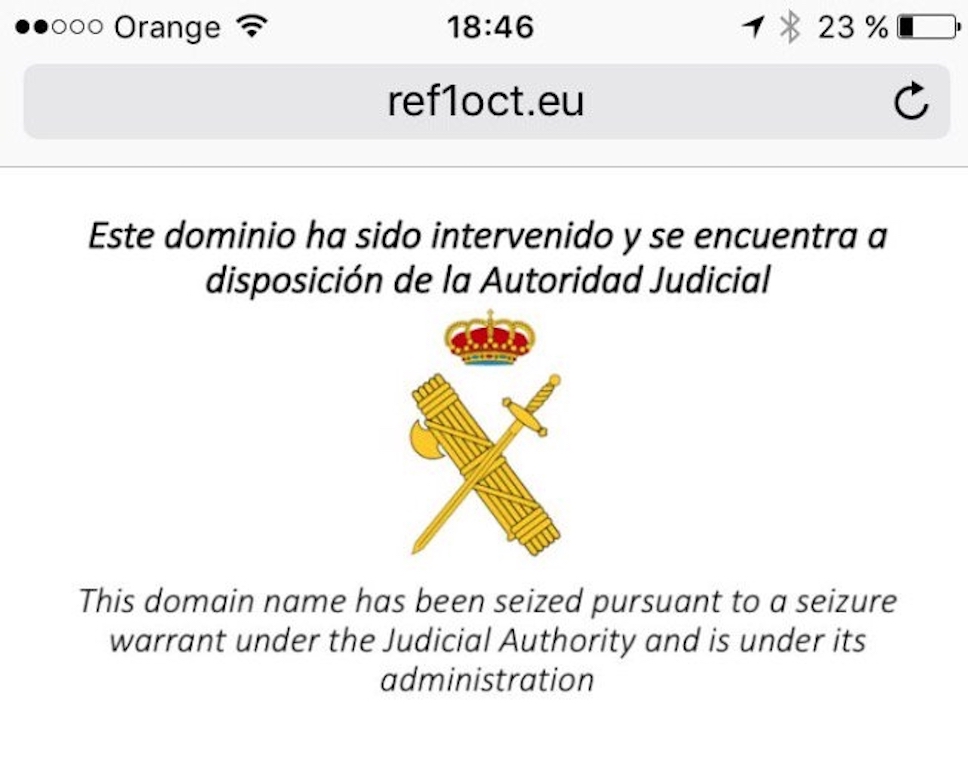 Orange 18:46 23 %
ref1oct.eu
Este dominio ha sido intervenido y se encuentra a
disposición de la Autoridad Judicial
This domain name has been seized pursuant to a seizure
warrant under the Judicial Authority and is under its
administration